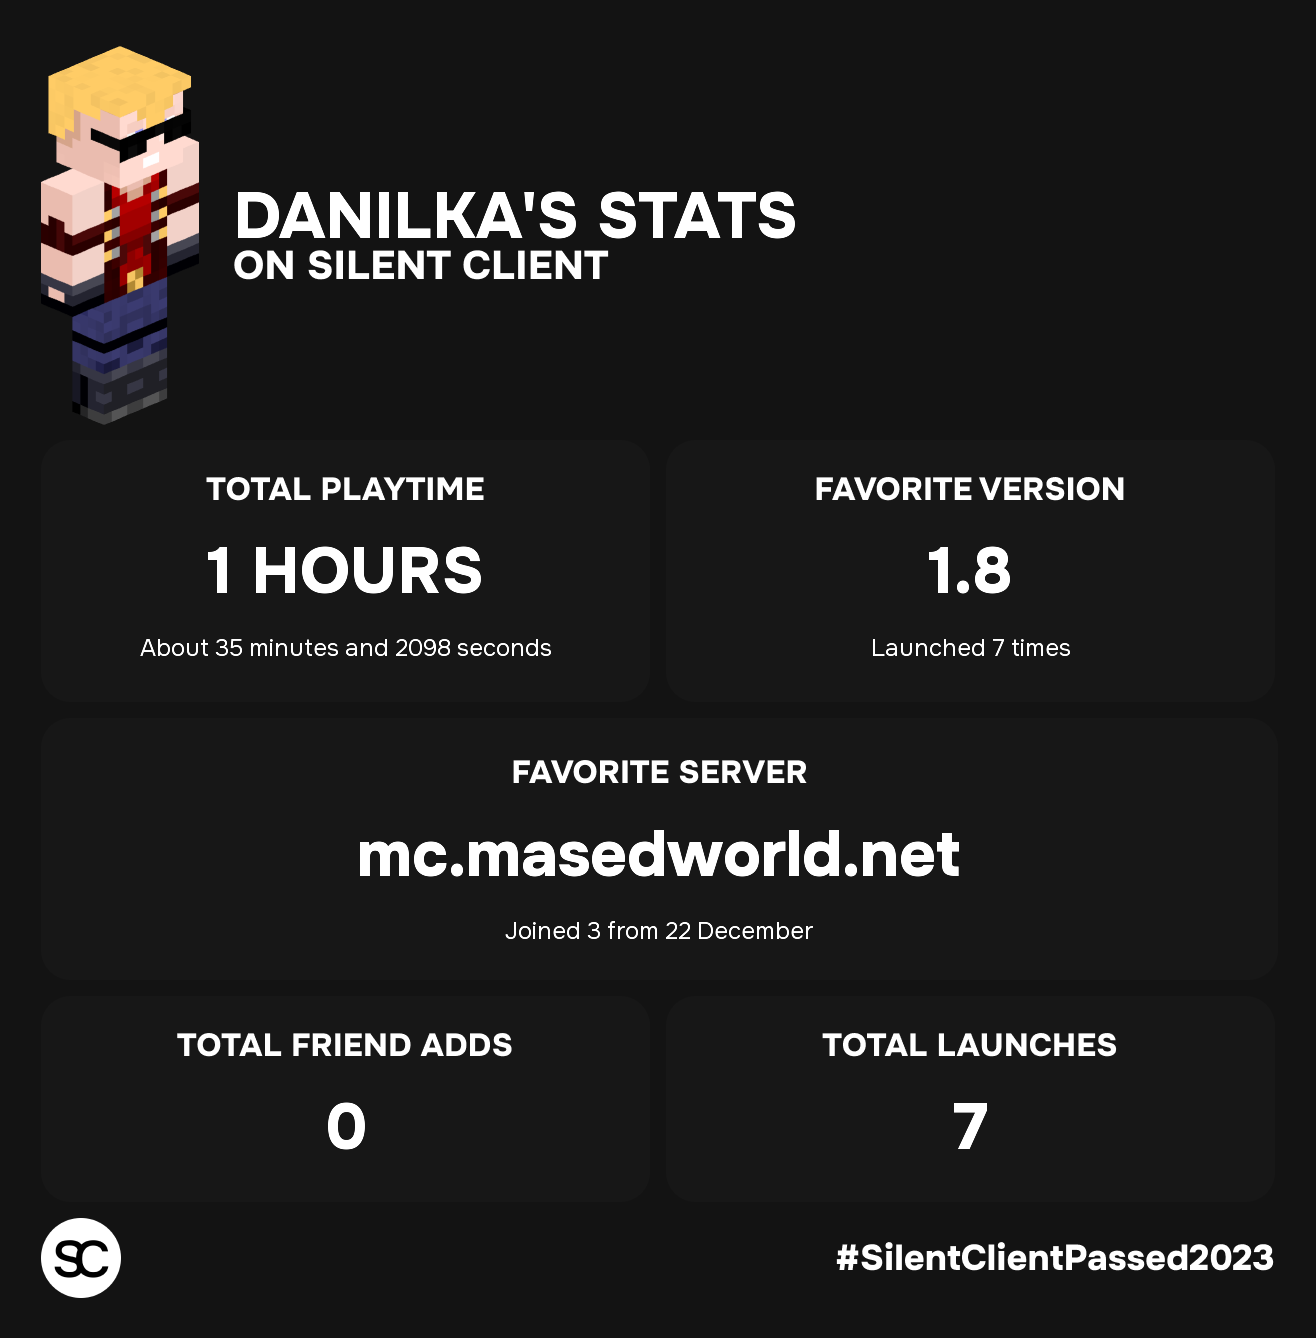 DANILKA'S STATS
ON SILENT CLIENT
TOTAL PLAYTIME
1 HOURS
About 35 minutes and 2098 seconds
FAVORITE VERSION
1.8
Launched 7 times
FAVORITE SERVER
mc.masedworld.net
Joined 3 from 22 December
TOTAL FRIEND ADDS
0
TOTAL LAUNCHES
7
SC
#SilentClientPassed2023